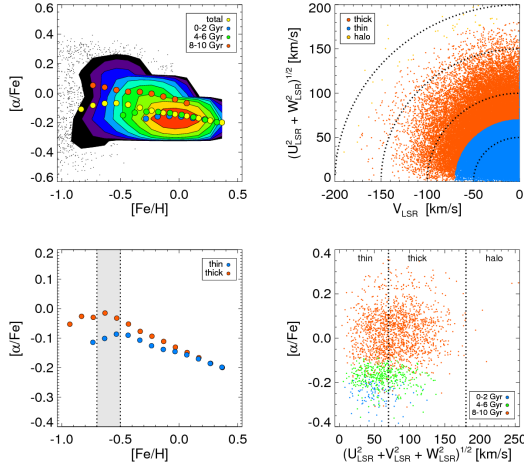 total
0-2 Gyr
4-6 Gyr
8-10 Gyr
[α/Fe]
0.4
0.2
0.0
-0.2
-0.4
-0.6
-1.0 -0.5 0.0 0.5
[Fe/H]
thick
thin
halo
(U²LSR + W²LSR)^1/2 [km/s]
200
150
100
50
0
-200 -150 -100 -50 0
VLSR [km/s]
thin
thick
[α/Fe]
0.2
0.1
0.0
-0.1
-0.2
-0.3
-0.4
-1.0 -0.5 0.0 0.5
[Fe/H]
thin thick halo
[α/Fe]
0.4
0.2
0.0
-0.2
-0.4
0-2 Gyr
4-6 Gyr
8-10 Gyr
0 50 100 150 200 250
(U²LSR +V²LSR + W²LSR)^1/2 [km/s]